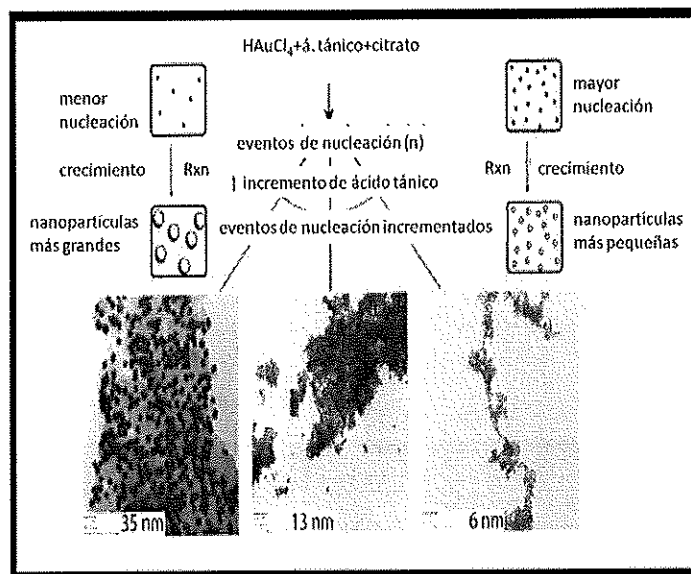 HAuCl4+á. tánico+citrato
menor
nucleación
mayor
nucleación
eventos de nucleación (n)
crecimiento
Rxn
incremento de ácido tánico
Rxn
crecimiento
nanopartículas
más grandes
eventos de nucleación incrementados
nanopartículas
más pequeñas
35 nm
13 nm
6 nm